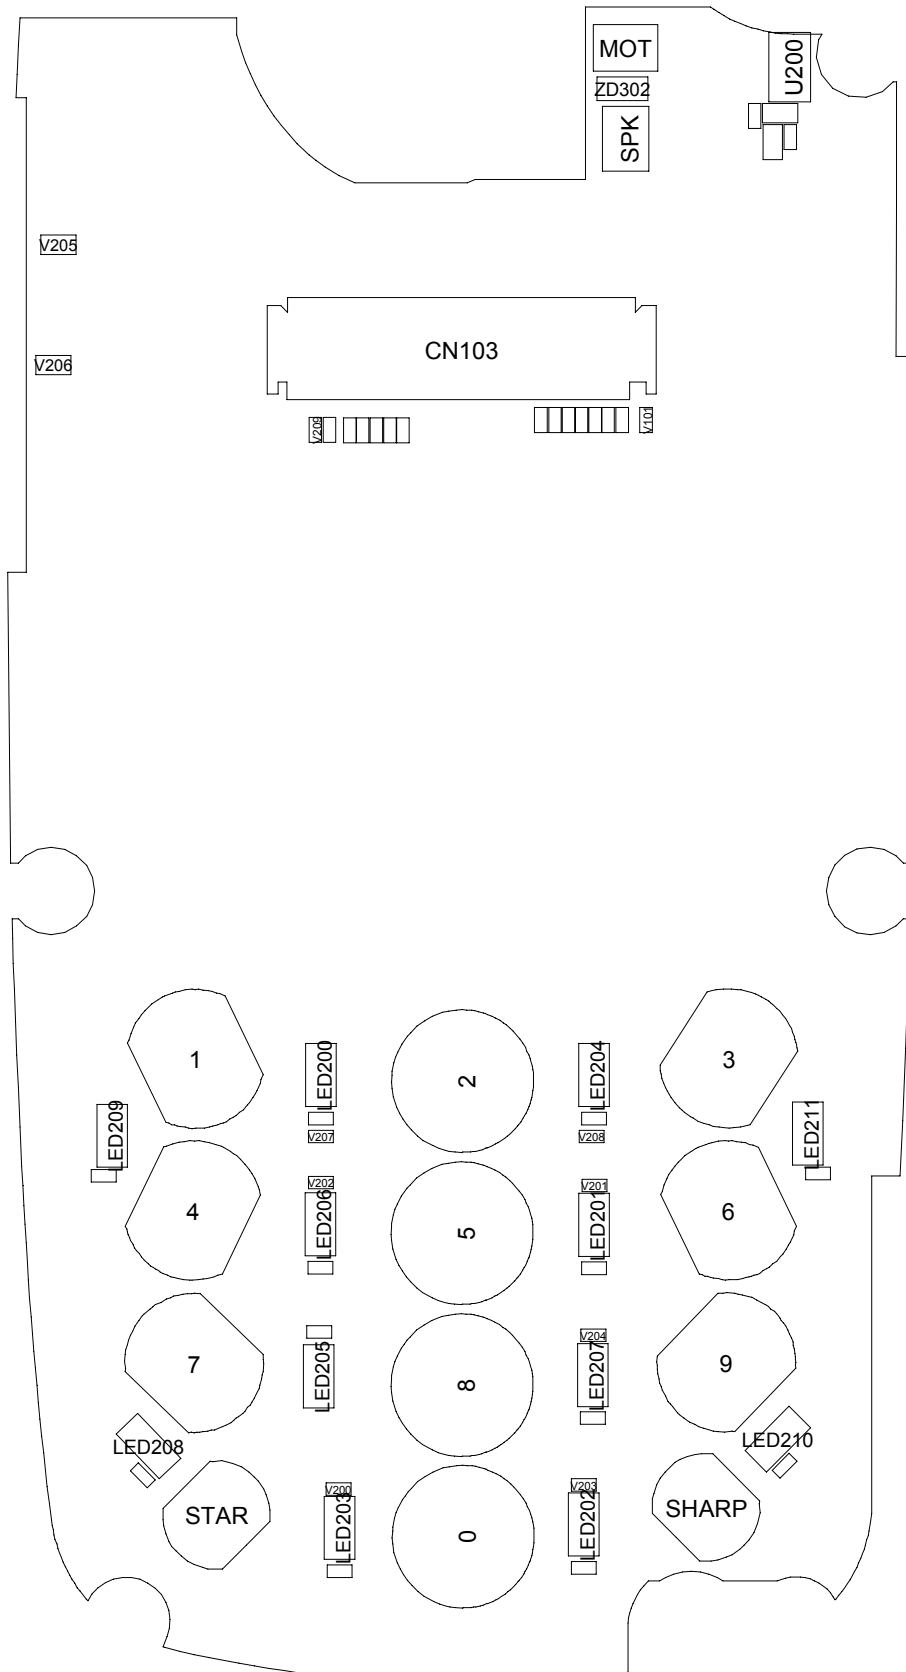 MOT
U200
ZD302
SPK
V205
CN103
V206
V209
V101
1
2
3
LED200
LED204
LED209
LED211
V207
V208
V202
V201
4
5
6
LED206
LED201
V204
7
8
9
LED205
LED207
LED208
LED210
V200
V203
STAR
LED203
0
LED202
SHARP